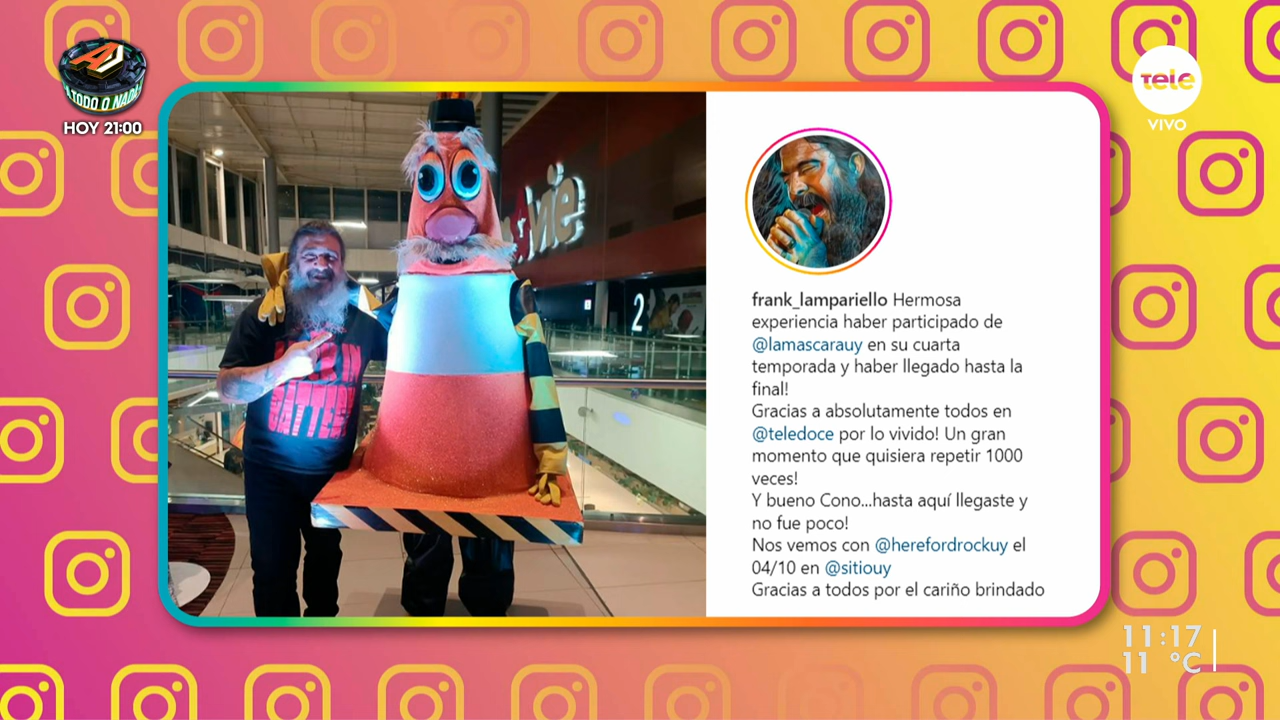 A TODO O NADA
HOY 21:00
TELE
VIVO
movie
2
frank_lampariello Hermosa
experiencia haber participado de
@lamascarauy en su cuarta
temporada y haber llegado hasta la
final!
Gracias a absolutamente todos en
@teledoce por lo vivido! Un gran
momento que quisiera repetir 1000
veces!
Y bueno Cono...hasta aquí llegaste y
no fue poco!
Nos vemos con @herefordrockuy el
04/10 en @sitiouy
Gracias a todos por el cariño brindado
11:17
11 °C